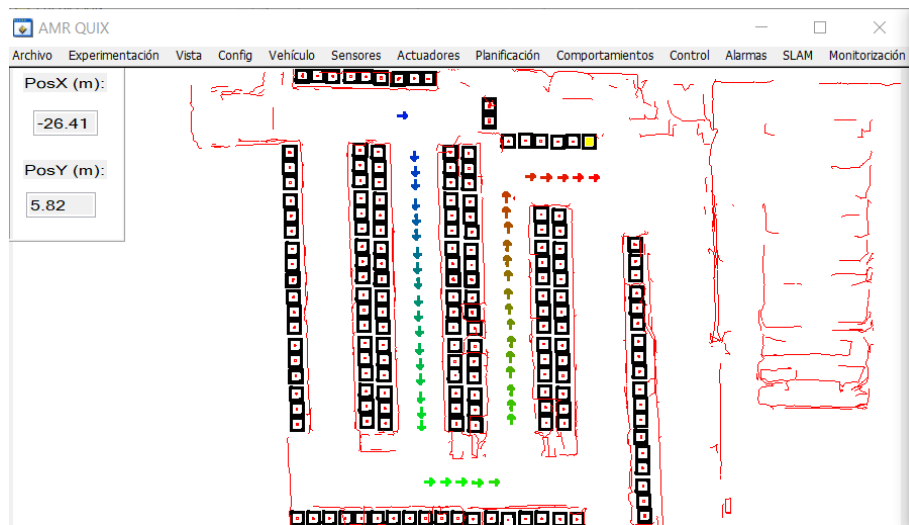 AMR QUIX
Archivo Experimentación Vista Config Vehículo Sensores Actuadores Planificación Comportamientos Control Alarmas SLAM Monitorización
PosX (m):
-26.41
PosY (m):
5.82